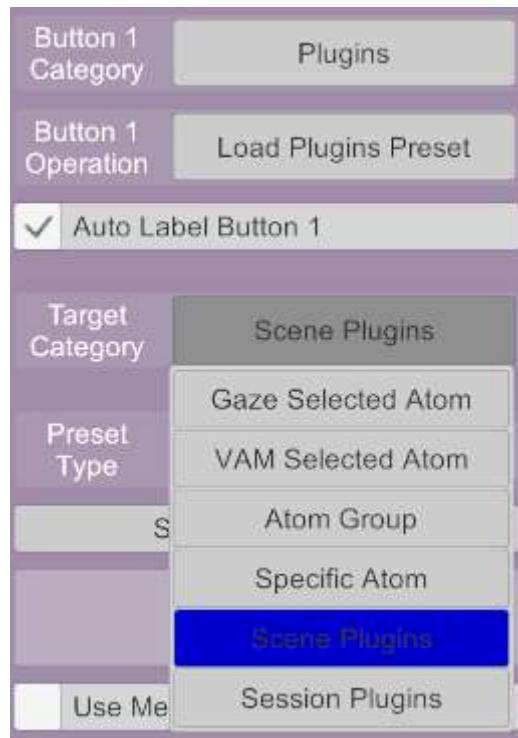 Button 1
Category
Plugins
Button 1
Operation
Load Plugins Preset
Auto Label Button 1
Target
Category
Scene Plugins
Gaze Selected Atom
Preset
Type
VAM Selected Atom
Atom Group
S
Specific Atom
Scene Plugins
Session Plugins
Use Me